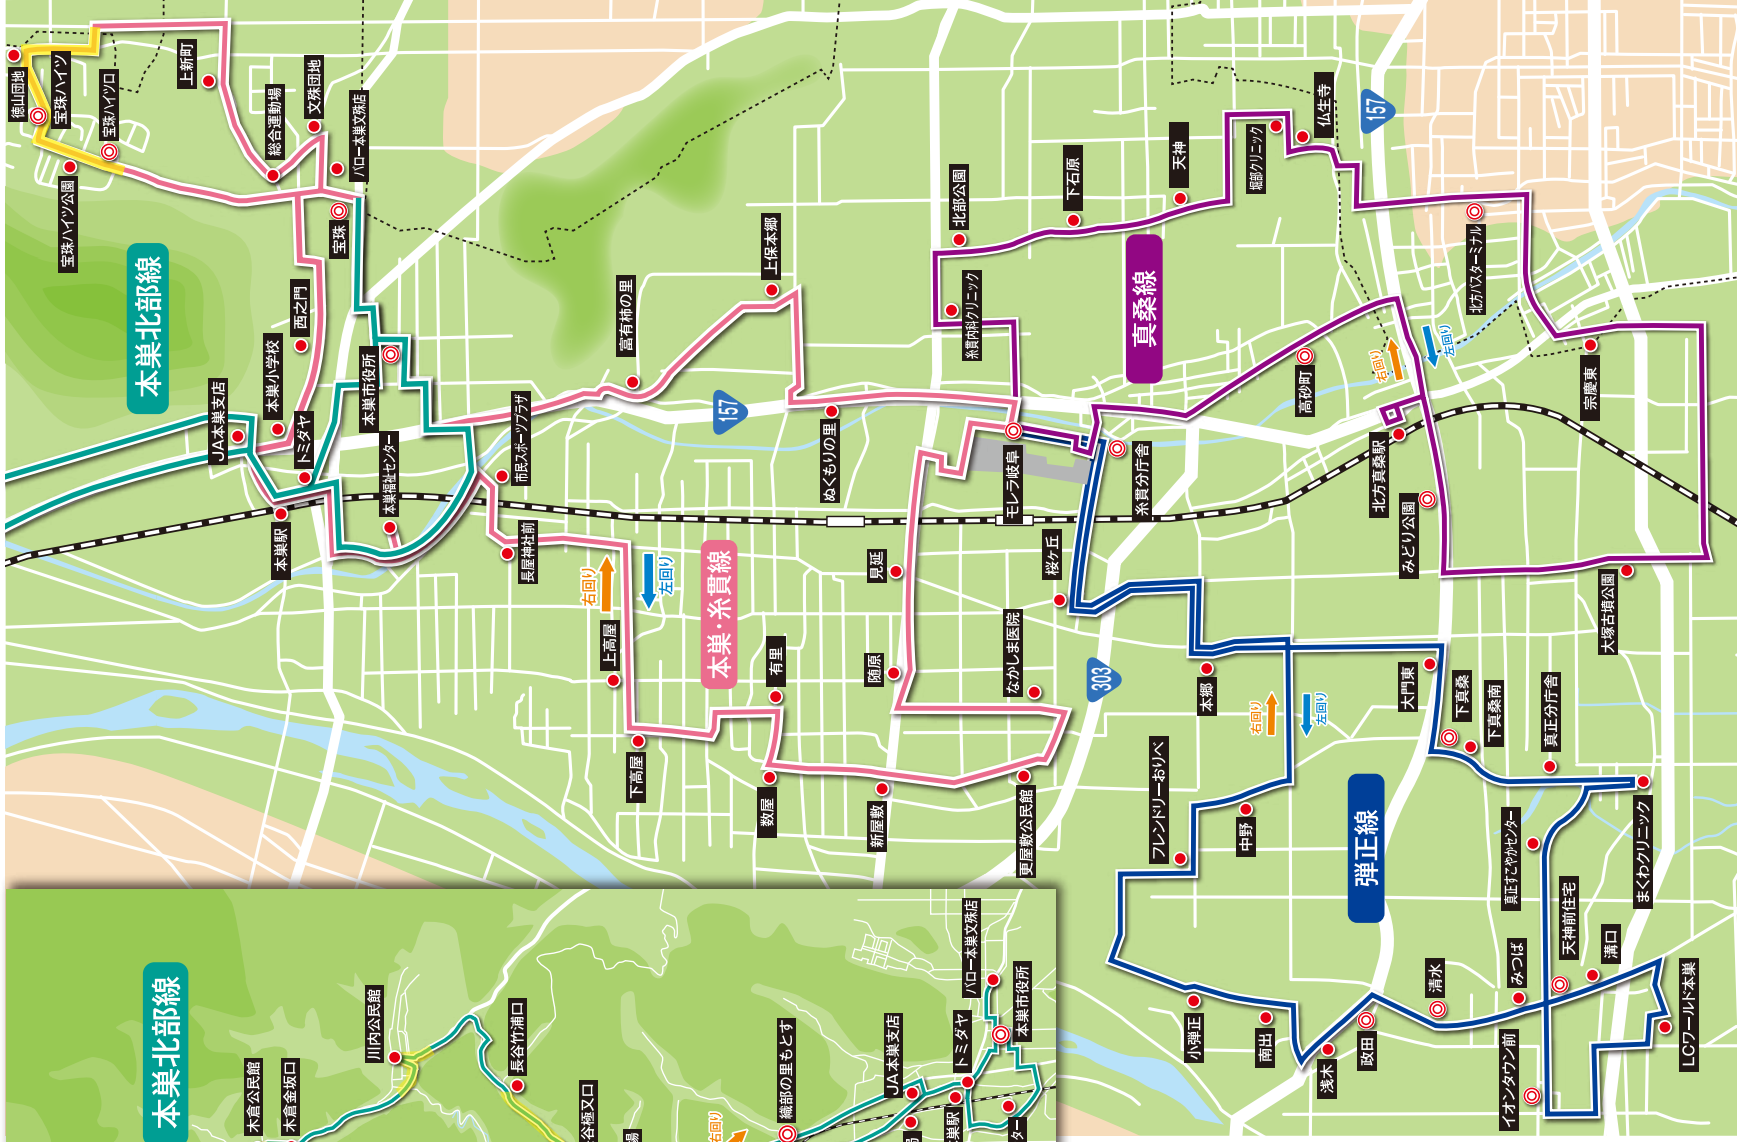 徳山団地
宝珠ハイツ
宝珠ハイツ口
宝珠ハイツ公園
上新町
総合運動場
文殊団地
バロー本巣文殊店
宝珠
本巣北部線
西之門
本巣小学校
JA本巣支店
トミダヤ
本巣市役所
本巣福祉センター
本巣駅
市民スポーツプラザ
長屋神社前
富有柿の里
上保本郷
157
ぬくもりの里
北部公園
糸貫内科クリニック
下石原
天神
堀部クリニック
仏生寺
157
真桑線
北方バスターミナル
高砂町
右回り
左回り
宗慶東
北方真桑駅
みどり公園
大塚古墳公園
モレラ岐阜
糸貫分庁舎
桜ヶ丘
見延
右回り
左回り
本巣・糸貫線
上高屋
下高屋
有里
数屋
随原
なかしま医院
新屋敷
更屋敷公民館
303
本郷
右回り
左回り
大門東
下真桑
下真桑南
真正分庁舎
フレンドリーおりべ
中野
弾正線
真正すこやかセンター
まくわクリニック
天神前住宅
溝口
みつば
清水
LCワールド本巣
イオンタウン前
政田
浅木
南出
小弾正
本巣北部線
川内公民館
長谷竹浦口
木倉公民館
木倉金坂口
谷極又口
場
右回り
織部の里もとす
JA本巣支店
トミダヤ
巣駅
バロー本巣文殊店
本巣市役所
ター